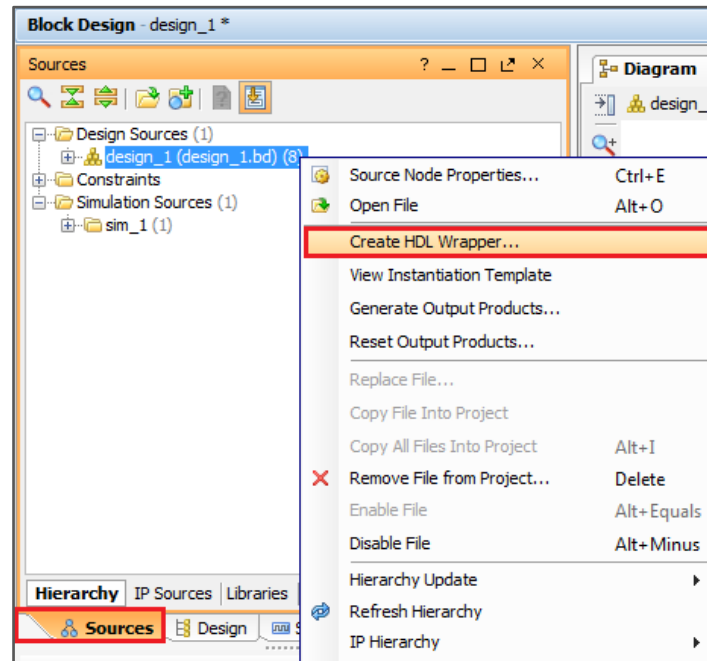 Block Design - design_1 *
Sources ? _
Diagram
design_
Design Sources (1)
design_1 (design_1.bd) (8)
Constraints
Simulation Sources (1)
sim_1 (1)
Source Node Properties... Ctrl+E
Open File Alt+O
Create HDL Wrapper...
View Instantiation Template
Generate Output Products...
Reset Output Products...
Replace File...
Copy File Into Project
Copy All Files Into Project Alt+I
Remove File from Project... Delete
Enable File Alt+Equals
Disable File Alt+Minus
Hierarchy Update
Refresh Hierarchy
IP Hierarchy
Hierarchy IP Sources Libraries
Sources Design S